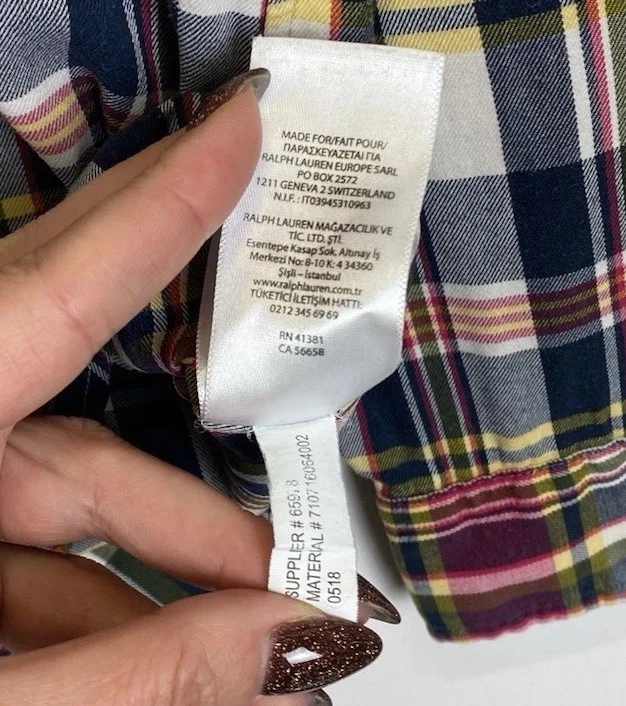 MADE FOR/FAIT POUR/
ΠΑΡΑΣΚΕΥΑΖΕΤΑΙ ΓΙΑ
RALPH LAUREN EUROPE SARL
PO BOX 2572
1211 GENEVA 2 SWITZERLAND
N.I.F.: IT03945310963
RALPH LAUREN MAĞAZACILIK VE
TİC. LTD. ŞTİ.
Esentepe Kasap Sok. Altınay İş
Merkezi No: 8-10 K: 4 34360
Şişli – İstanbul
www.ralphlauren.com.tr
TÜKETİCİ İLETİŞİM HATTI:
0212 345 69 69
RN 41381
CA 56658
SUPPLIER #
MATERIAL # 710716064002
0518